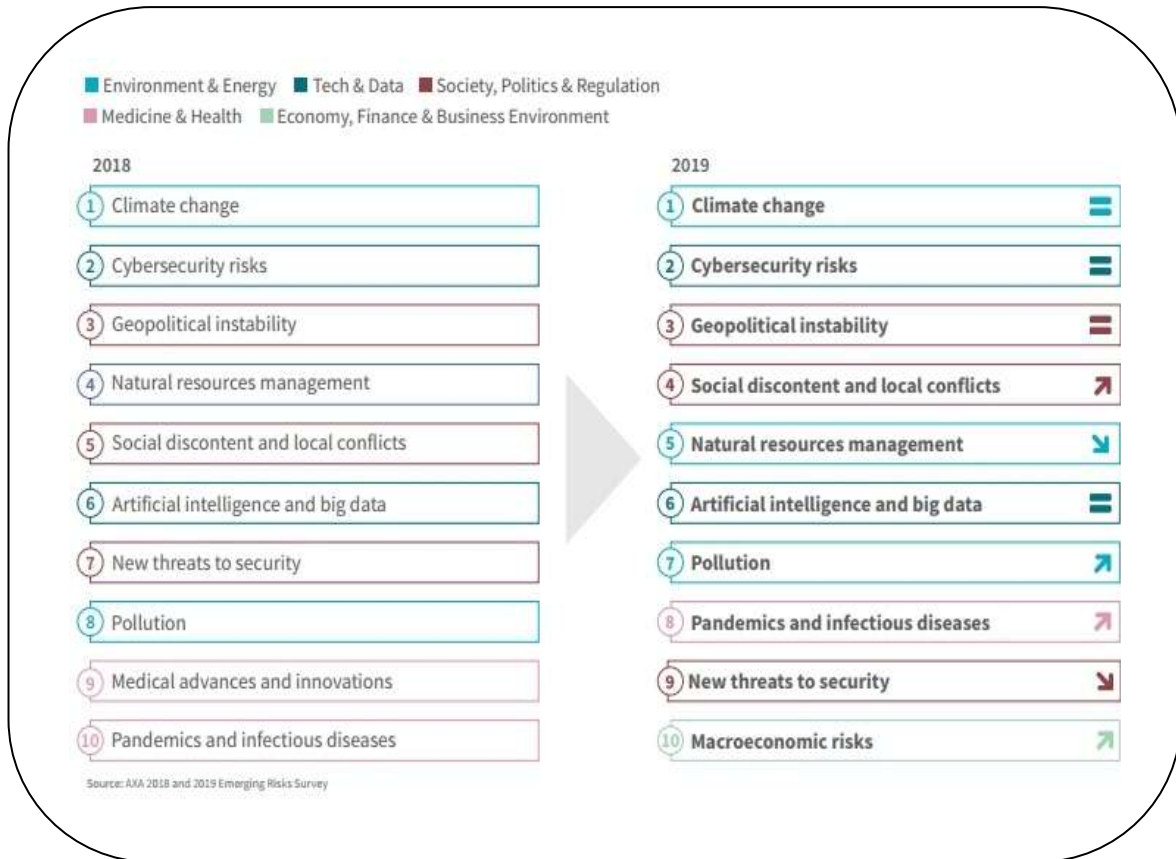 Environment & Energy Tech & Data Society, Politics & Regulation
Medicine & Health Economy, Finance & Business Environment
2018
1 Climate change
2 Cybersecurity risks
3 Geopolitical instability
4 Natural resources management
5 Social discontent and local conflicts
6 Artificial intelligence and big data
7 New threats to security
8 Pollution
9 Medical advances and innovations
10 Pandemics and infectious diseases
2019
1 Climate change
2 Cybersecurity risks
3 Geopolitical instability
4 Social discontent and local conflicts
5 Natural resources management
6 Artificial intelligence and big data
7 Pollution
8 Pandemics and infectious diseases
9 New threats to security
10 Macroeconomic risks
Source: AXA 2018 and 2019 Emerging Risks Survey